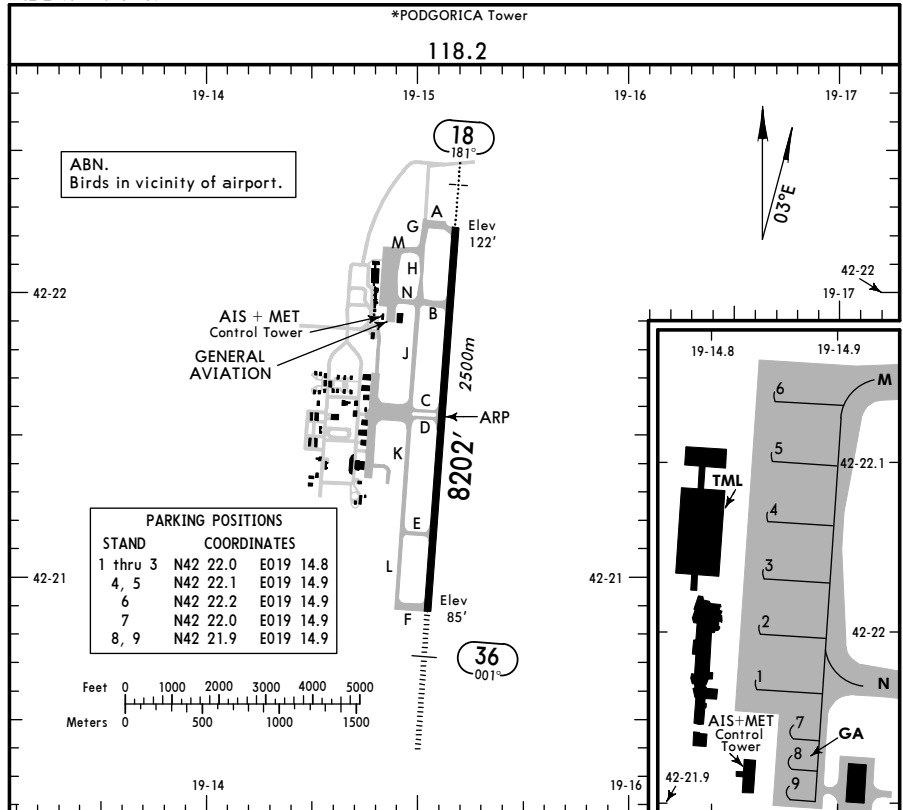 *PODGORICA Tower
118.2
19-14
19-15
19-16
19-17
ABN.
Birds in vicinity of airport.
18
181°
03°E
A
G
Elev
122'
M
H
42-22
42-22
19-17
N
B
AIS + MET
Control Tower
GENERAL
AVIATION
J
2500m
C
ARP
D
K
8202'
PARKING POSITIONS
STAND COORDINATES
1 thru 3 N42 22.0 E019 14.8
4, 5 N42 22.1 E019 14.9
6 N42 22.2 E019 14.9
7 N42 22.0 E019 14.9
8, 9 N42 21.9 E019 14.9
E
L
42-21
42-21
Elev
85'
F
36
001°
Feet 0 1000 2000 3000 4000 5000
Meters 0 500 1000 1500
19-14
19-16
19-14.8
19-14.9
6
M
5
42-22.1
TML
4
3
2
42-22
1
N
AIS+MET
Control
Tower
7
GA
8
42-21.9
9